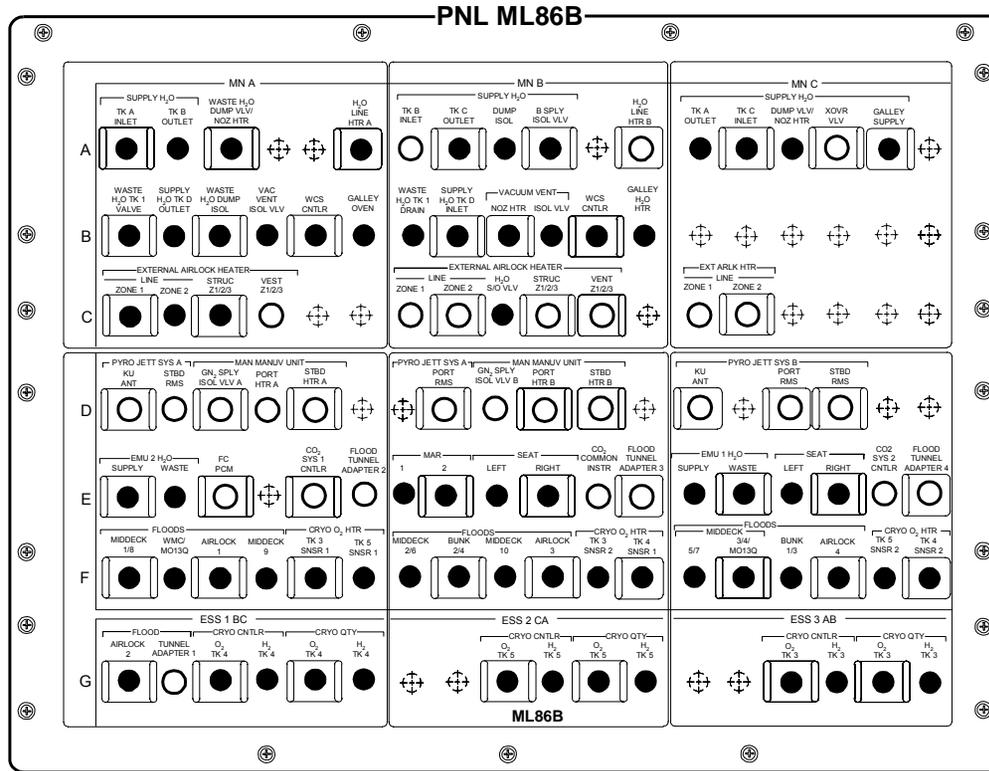 PNL ML86B
MN A
MN B
MN C
SUPPLY H₂O
TK A
INLET
TK B
OUTLET
WASTE H₂O
DUMP VLV/
NOZ HTR
H₂O
LINE
HTR A
SUPPLY H₂O
TK B
INLET
TK C
OUTLET
DUMP
ISOL
B SPLY
ISOL VLV
H₂O
LINE
HTR B
SUPPLY H₂O
TK A
OUTLET
TK C
INLET
DUMP VLV/
NOZ HTR
XOVR
VLV
GALLEY
SUPPLY
A
WASTE
H₂O TK 1
VALVE
SUPPLY
H₂O TK D
OUTLET
WASTE
H₂O DUMP
ISOL
VAC
VENT
ISOL VLV
WCS
CNTLR
GALLEY
OVEN
WASTE
H₂O TK 1
DRAIN
SUPPLY
H₂O TK D
INLET
VACUUM VENT
NOZ HTR
ISOL VLV
WCS
CNTLR
GALLEY
H₂O
HTR
B
EXTERNAL AIRLOCK HEATER
LINE
ZONE 1
ZONE 2
STRUC
Z1/2/3
VEST
Z1/2/3
EXTERNAL AIRLOCK HEATER
LINE
ZONE 1
ZONE 2
H₂O
S/O VLV
STRUC
Z1/2/3
VENT
Z1/2/3
EXT ARLK HTR
LINE
ZONE 1
ZONE 2
C
PYRO JETT SYS A
KU
ANT
STBD
RMS
MAN MANUV UNIT
GN₂ SPLY
ISOL VLV A
PORT
HTR A
STBD
HTR A
PYRO JETT SYS A
PORT
RMS
MAN MANUV UNIT
GN₂ SPLY
ISOL VLV B
PORT
HTR B
STBD
HTR B
PYRO JETT SYS B
KU
ANT
PORT
RMS
STBD
RMS
D
EMU 2 H₂O
SUPPLY
WASTE
FC
PCM
CO₂
SYS 1
CNTLR
FLOOD
TUNNEL
ADAPTER 2
MAR
1
2
SEAT
LEFT
RIGHT
CO₂
COMMON
INSTR
FLOOD
TUNNEL
ADAPTER 3
EMU 1 H₂O
SUPPLY
WASTE
SEAT
LEFT
RIGHT
CO2
SYS 2
CNTLR
FLOOD
TUNNEL
ADAPTER 4
E
FLOODS
MIDDECK
1/8
WMC/
MO13Q
AIRLOCK
1
MIDDECK
9
CRYO O₂ HTR
TK 3
SNSR 1
TK 5
SNSR 1
FLOODS
MIDDECK
2/6
BUNK
2/4
MIDDECK
10
AIRLOCK
3
CRYO O₂ HTR
TK 3
SNSR 2
TK 4
SNSR 1
FLOODS
MIDDECK
5/7
3/4/
MO13Q
BUNK
1/3
AIRLOCK
4
CRYO O₂ HTR
TK 5
SNSR 2
TK 4
SNSR 2
F
ESS 1 BC
ESS 2 CA
ESS 3 AB
FLOOD
AIRLOCK
2
TUNNEL
ADAPTER 1
CRYO CNTLR
O₂
TK 4
H₂
TK 4
CRYO QTY
O₂
TK 4
H₂
TK 4
CRYO CNTLR
O₂
TK 5
H₂
TK 5
CRYO QTY
O₂
TK 5
H₂
TK 5
CRYO CNTLR
O₂
TK 3
H₂
TK 3
CRYO QTY
O₂
TK 3
H₂
TK 3
G
ML86B